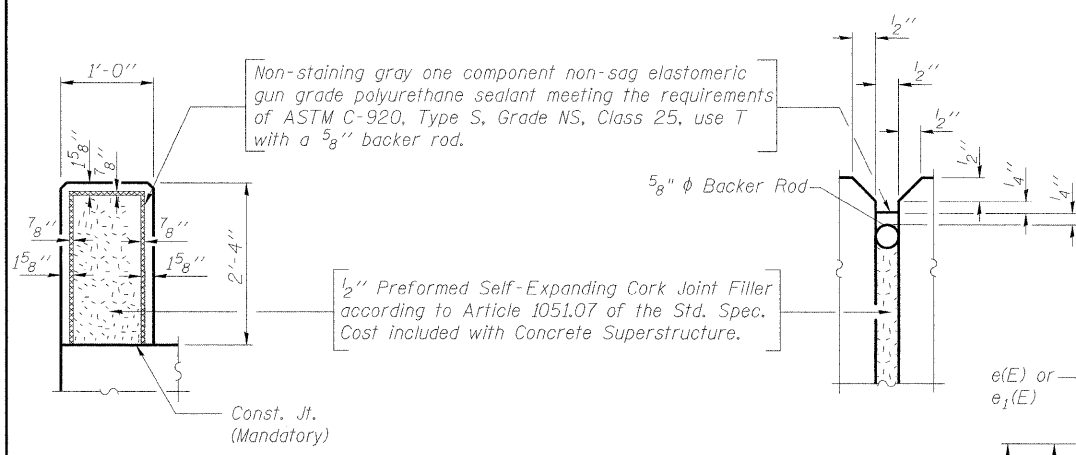 1'-0"
Non-staining gray one component non-sag elastomeric
gun grade polyurethane sealant meeting the requirements
of ASTM C-920, Type S, Grade NS, Class 25, use T
with a 5/8" backer rod.
1/2"
1/2"
1/2"
1/2"
1/4"
1/4"
1 5/8"
7/8"
5/8" ϕ Backer Rod
7/8"
7/8"
1 5/8"
1 5/8"
2'-4"
1/2" Preformed Self-Expanding Cork Joint Filler
according to Article 1051.07 of the Std. Spec.
Cost included with Concrete Superstructure.
Const. Jt.
(Mandatory)
e(E) or
e1(E)